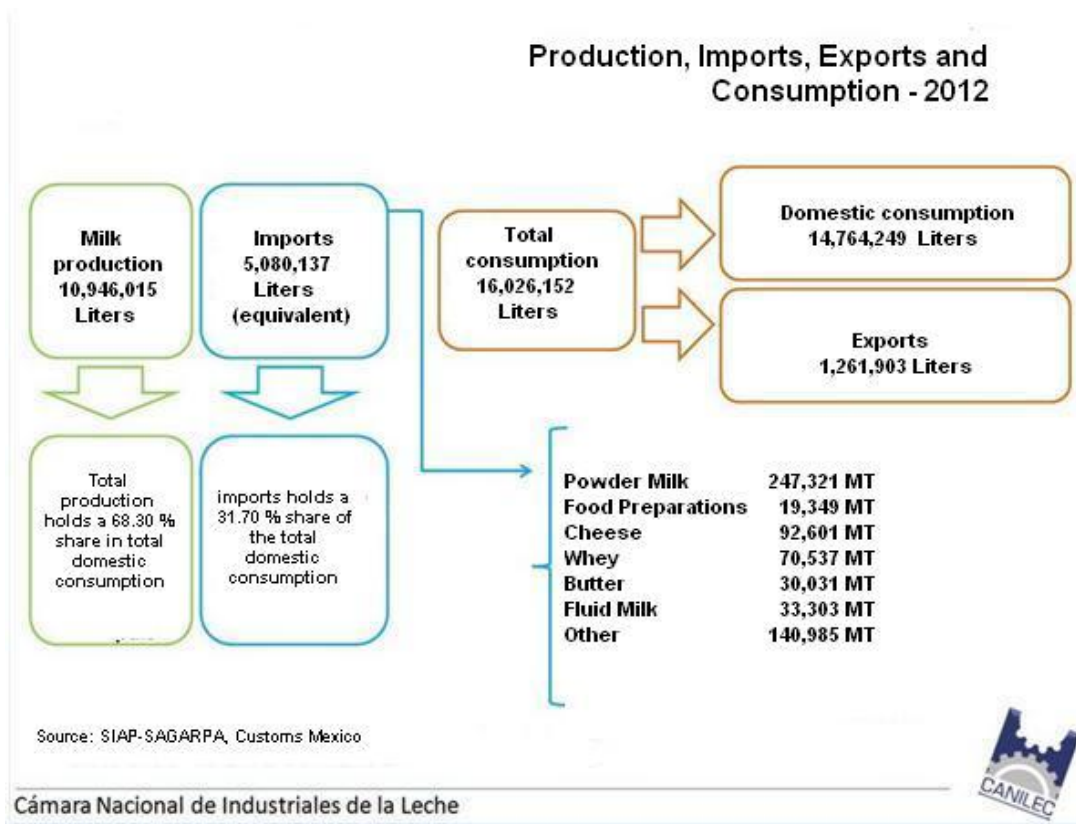 Production, Imports, Exports and
Consumption - 2012
Milk
production
10,946,015
Liters
Imports
5,080,137
Liters
(equivalent)
Total
consumption
16,026,152
Liters
Domestic consumption
14,764,249 Liters
Exports
1,261,903 Liters
Total
production
holds a 68.30 %
share in total
domestic
consumption
imports holds a
31.70 % share of
the total
domestic
consumption
Powder Milk 247,321 MT
Food Preparations 19,349 MT
Cheese 92,601 MT
Whey 70,537 MT
Butter 30,031 MT
Fluid Milk 33,303 MT
Other 140,985 MT
Source: SIAP-SAGARPA, Customs Mexico
Cámara Nacional de Industriales de la Leche
CANILEC